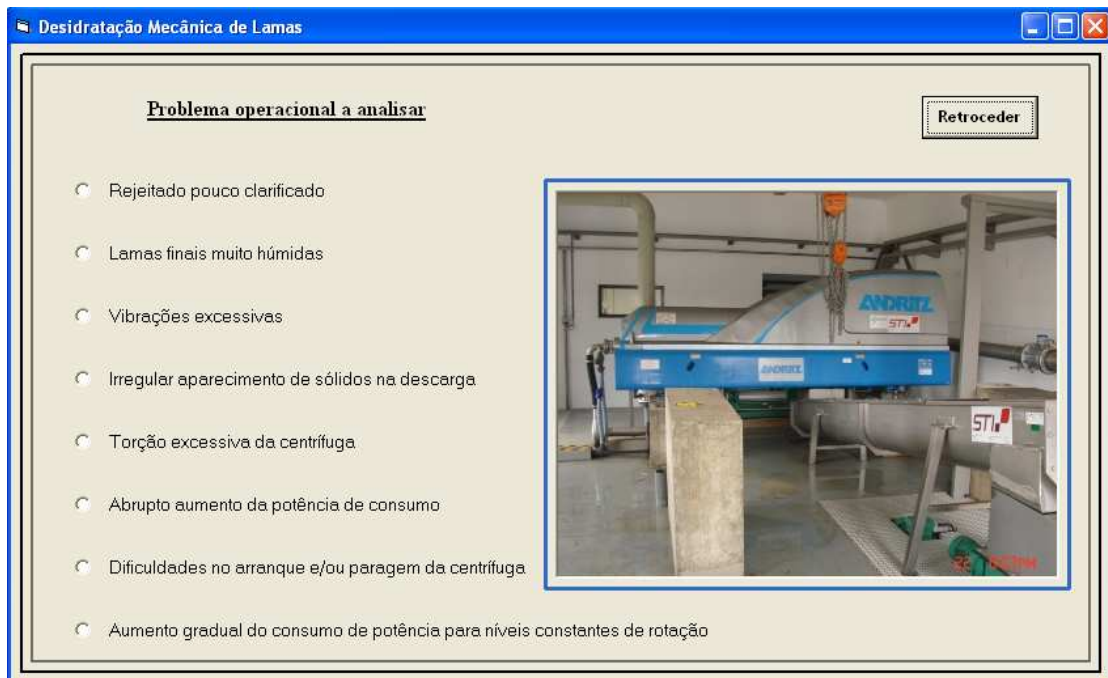 Desidratação Mecânica de Lamas
Problema operacional a analisar
Retroceder
Rejeitado pouco clarificado
Lamas finais muito húmidas
Vibrações excessivas
Irregular aparecimento de sólidos na descarga
Torção excessiva da centrífuga
Abrupto aumento da potência de consumo
Dificuldades no arranque e/ou paragem da centrífuga
Aumento gradual do consumo de potência para níveis constantes de rotação
ANDRITZ
STI
ANDRITZ
STI